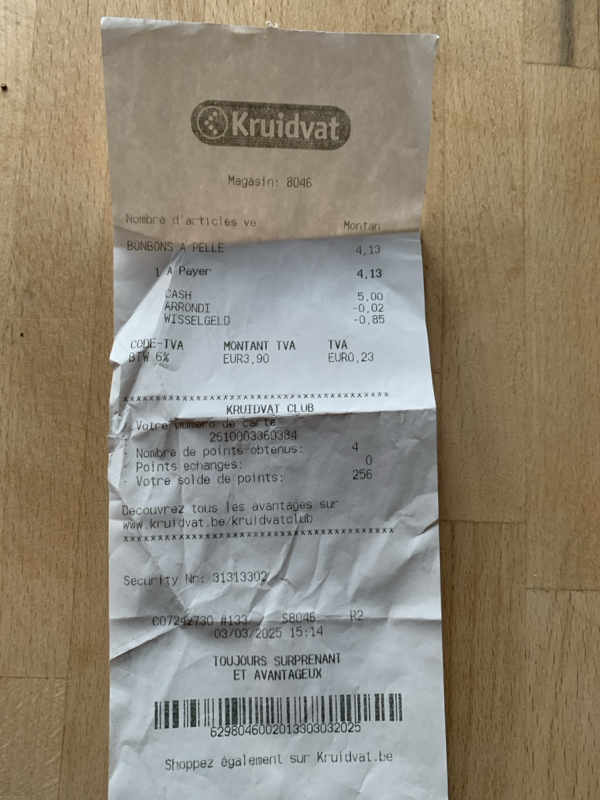 Kruidvat
Magasin: 8046
Nombre d'articles ve Montan
BONBONS A PELLE 4,13
1 A Payer 4,13
CASH 5,00
ARRONDI -0,02
WISSELGELD -0,85
CODE-TVA MONTANT TVA TVA
BTW 6% EUR3,90 EUR0,23
KRUIDVAT CLUB
Votre numero de carte
2610003360384
- Nombre de points obtenus: 4
- Points echanges: 0
- Votre solde de points: 256
Decouvrez tous les avantages sur
www.kruidvat.be/kruidvatclub
Security Nr: 31313302
C07242730 #133 S8046 R2
03/03/2025 15:14
TOUJOURS SURPRENANT
ET AVANTAGEUX
6298046002013303032025
Shoppez également sur Kruidvat.be